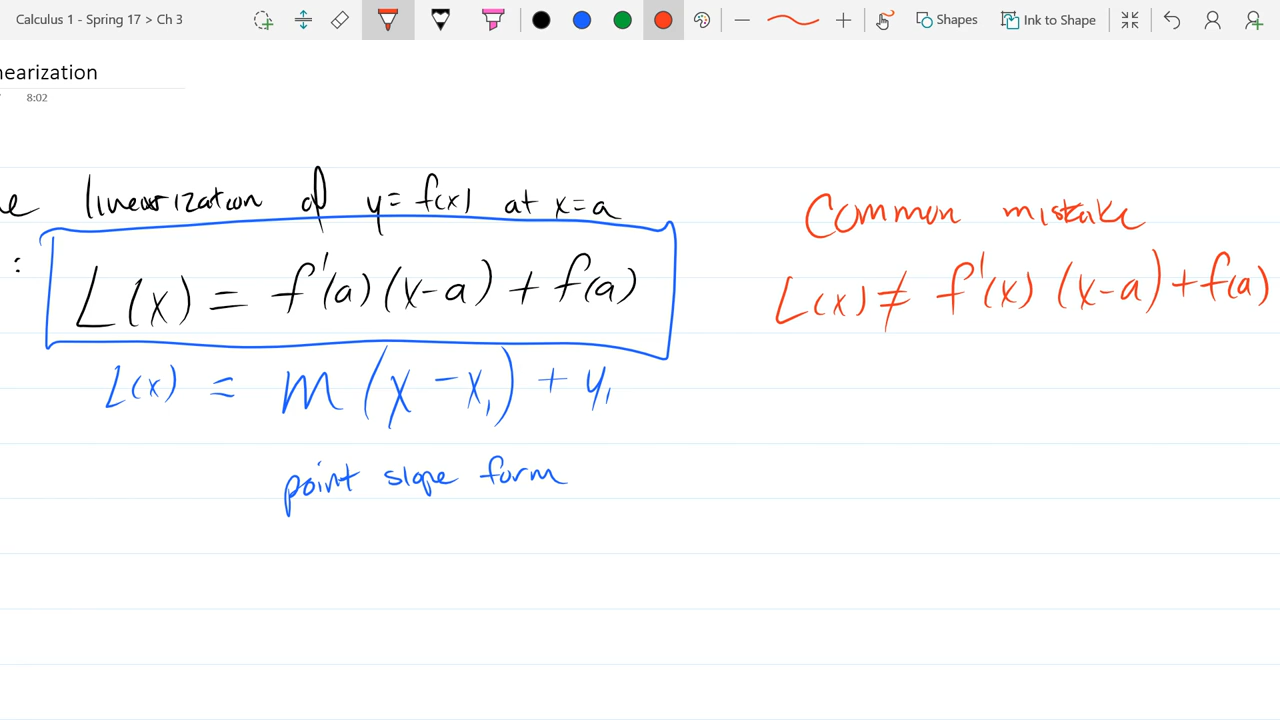 Calculus 1 - Spring 17 > Ch 3
Shapes
Ink to Shape
nearization
8:02
linearization of y = f(x) at x=a
:
L(x) = f'(a)(x-a) + f(a)
L(x) = m(x - x₁) + y₁
point slope form
Common mistake
L(x) ≠ f'(x) (x-a) + f(a)